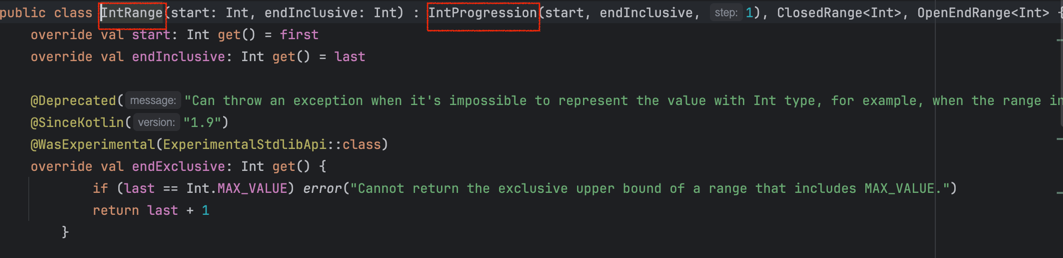 public class IntRange(start: Int, endInclusive: Int) : IntProgression(start, endInclusive, step: 1), ClosedRange<Int>, OpenEndRange<Int> {
override val start: Int get() = first
override val endInclusive: Int get() = last
@Deprecated( message: "Can throw an exception when it's impossible to represent the value with Int type, for example, when the range in
@SinceKotlin( version: "1.9")
@WasExperimental(ExperimentalStdlibApi::class)
override val endExclusive: Int get() {
if (last == Int.MAX_VALUE) error("Cannot return the exclusive upper bound of a range that includes MAX_VALUE.")
return last + 1
}